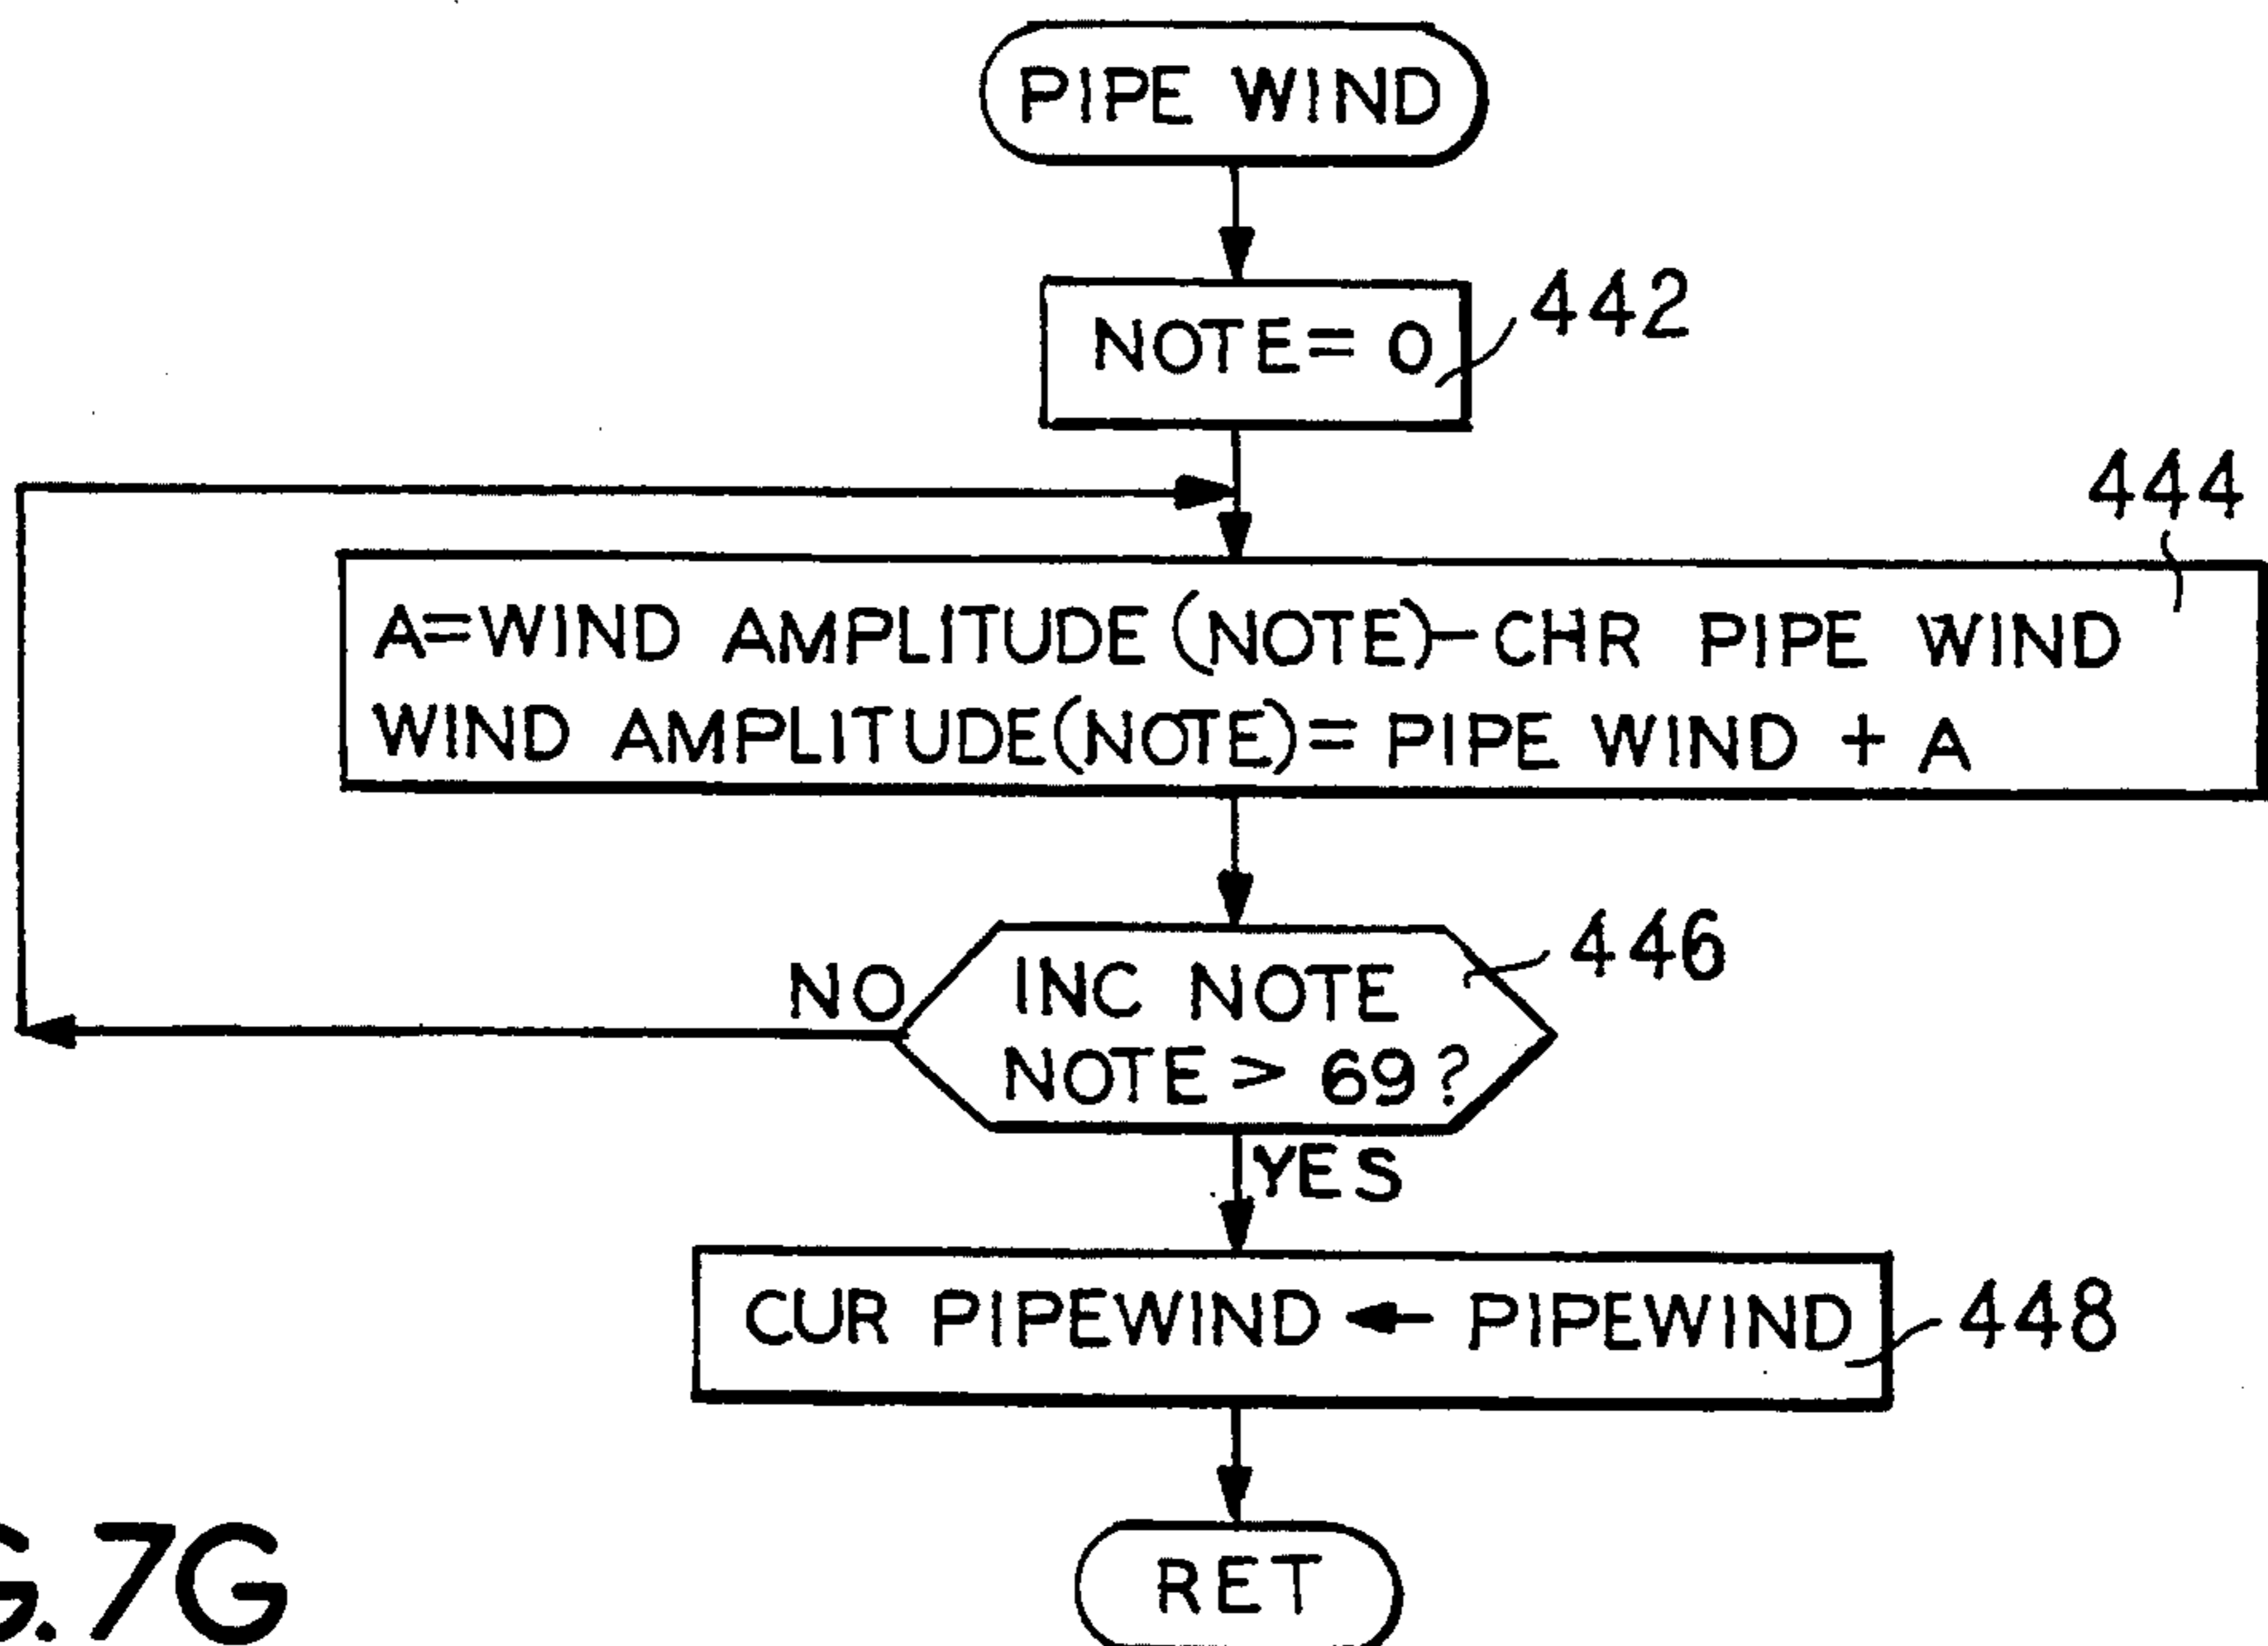 PIPE WIND
NOTE= 0
442
444
A=WIND AMPLITUDE (NOTE)-CHR PIPE WIND
WIND AMPLITUDE(NOTE)= PIPE WIND + A
446
NO
INC NOTE
NOTE > 69?
YES
CUR PIPEWIND ← PIPEWIND
448
RET
G. 7G